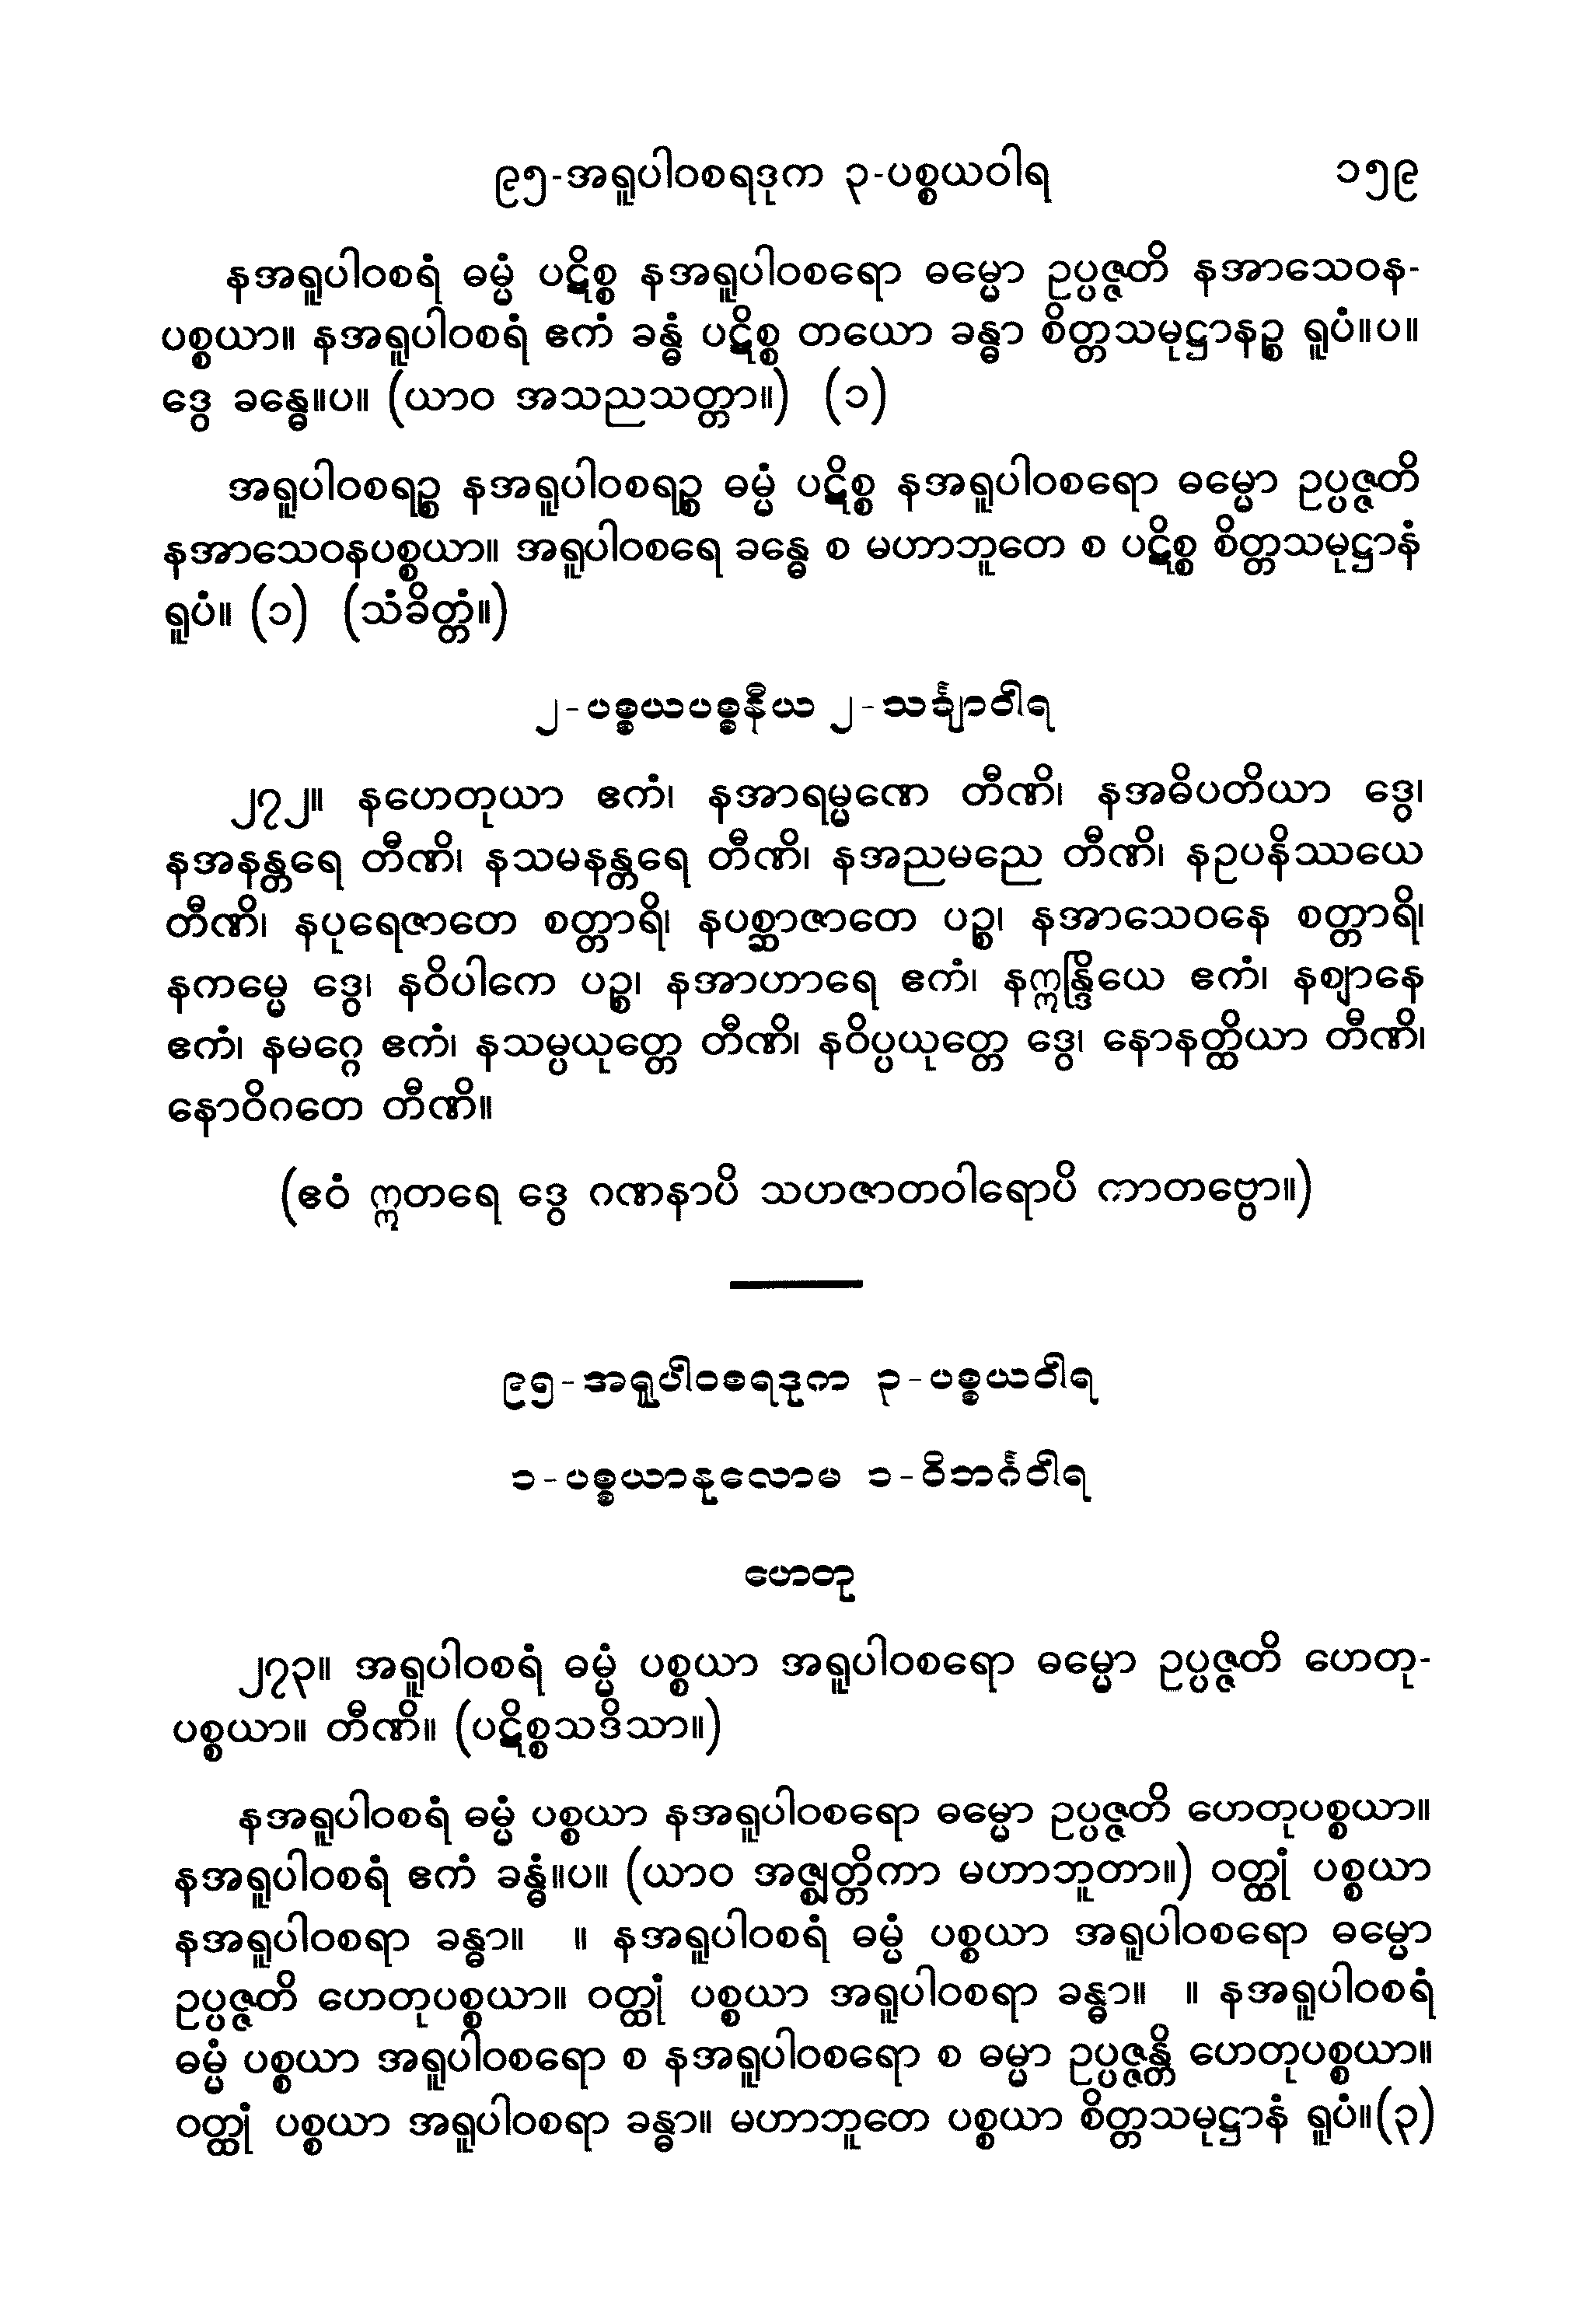 ၉၅-အရူပါဝစရဒုက ၃-ပစ္စယဝါရ ၁၅၉
နအရူပါဝစရံ ဓမ္မံ ပဋိစ္စ နအရူပါဝစရော ဓမ္မော ဥပ္ပဇ္ဇတိ နအာသေဝန-
ပစ္စယာ။ နအရူပါဝစရံ ဧကံ ခန္ဓံ ပဋိစ္စ တယော ခန္ဓာ စိတ္တသမုဋ္ဌာနဉ္စ ရူပံ။ပ။
ဒွေ ခန္ဓေ။ပ။ (ယာဝ အသညသတ္တာ။) (၁)
အရူပါဝစရဉ္စ နအရူပါဝစရဉ္စ ဓမ္မံ ပဋိစ္စ နအရူပါဝစရော ဓမ္မော ဥပ္ပဇ္ဇတိ
နအာသေဝနပစ္စယာ။ အရူပါဝစရေ ခန္ဓေ စ မဟာဘူတေ စ ပဋိစ္စ စိတ္တသမုဋ္ဌာနံ
ရူပံ။ (၁) (သံခိတ္တံ။)
၂-ပစ္စယပစ္စနီယ ၂-သင်္ချာဝါရ
၂၇၂။ နဟေတုယာ ဧကံ၊ နအာရမ္မဏေ တီဏိ၊ နအဓိပတိယာ ဒွေ၊
နအနန္တရေ တီဏိ၊ နသမနန္တရေ တီဏိ၊ နအညမညေ တီဏိ၊ နဥပနိဿယေ
တီဏိ၊ နပုရေဇာတေ စတ္တာရိ၊ နပစ္ဆာဇာတေ ပဉ္စ၊ နအာသေဝနေ စတ္တာရိ၊
နကမ္မေ ဒွေ၊ နဝိပါကေ ပဉ္စ၊ နအာဟာရေ ဧကံ၊ နဣန္ဒြိယေ ဧကံ၊ နဈာနေ
ဧကံ၊ နမဂ္ဂေ ဧကံ၊ နသမ္ပယုတ္တေ တီဏိ၊ နဝိပ္ပယုတ္တေ ဒွေ၊ နောနတ္ထိယာ တီဏိ၊
နောဝိဂတေ တီဏိ။
(ဧဝံ ဣတရေ ဒွေ ဂဏနာပိ သဟဇာတဝါရောပိ ကာတဗ္ဗော။)
၉၅-အရူပါဝစရဒုက ၃-ပစ္စယဝါရ
၁-ပစ္စယာနုလောမ ၁-ဝိဘင်္ဂဝါရ
ဟေတု
၂၇၃။ အရူပါဝစရံ ဓမ္မံ ပစ္စယာ အရူပါဝစရော ဓမ္မော ဥပ္ပဇ္ဇတိ ဟေတု-
ပစ္စယာ။ တီဏိ။ (ပဋိစ္စသဒိသာ။)
နအရူပါဝစရံ ဓမ္မံ ပစ္စယာ နအရူပါဝစရော ဓမ္မော ဥပ္ပဇ္ဇတိ ဟေတုပစ္စယာ။
နအရူပါဝစရံ ဧကံ ခန္ဓံ။ပ။ (ယာဝ အဇ္ဈတ္တိကာ မဟာဘူတာ။) ဝတ္ထုံ ပစ္စယာ
နအရူပါဝစရာ ခန္ဓာ။ ။ နအရူပါဝစရံ ဓမ္မံ ပစ္စယာ အရူပါဝစရော ဓမ္မော
ဥပ္ပဇ္ဇတိ ဟေတုပစ္စယာ။ ဝတ္ထုံ ပစ္စယာ အရူပါဝစရာ ခန္ဓာ။ ။ နအရူပါဝစရံ
ဓမ္မံ ပစ္စယာ အရူပါဝစရော စ နအရူပါဝစရော စ ဓမ္မာ ဥပ္ပဇ္ဇန္တိ ဟေတုပစ္စယာ။
ဝတ္ထုံ ပစ္စယာ အရူပါဝစရာ ခန္ဓာ။ မဟာဘူတေ ပစ္စယာ စိတ္တသမုဋ္ဌာနံ ရူပံ။(၃)